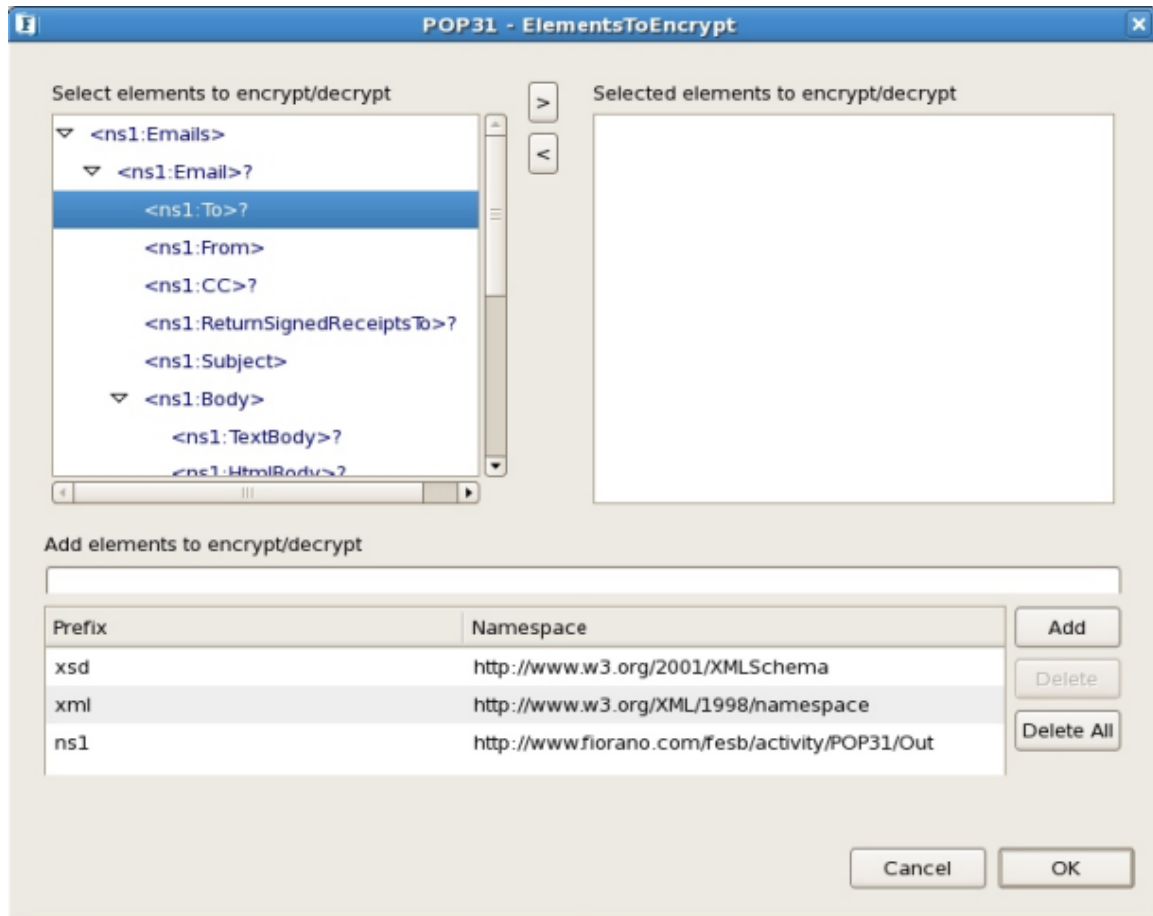 POP31 - ElementsToEncrypt
Select elements to encrypt/decrypt
>
<
Selected elements to encrypt/decrypt
<ns1:Emails>
<ns1:Email>?
<ns1:To>?
<ns1:From>
<ns1:CC>?
<ns1:ReturnSignedReceiptsTo>?
<ns1:Subject>
<ns1:Body>
<ns1:TextBody>?
<ns1:HtmlBody>?
Add elements to encrypt/decrypt
Prefix Namespace
xsd http://www.w3.org/2001/XMLSchema
xml http://www.w3.org/XML/1998/namespace
ns1 http://www.fiorano.com/fesb/activity/POP31/Out
Add
Delete
Delete All
Cancel OK